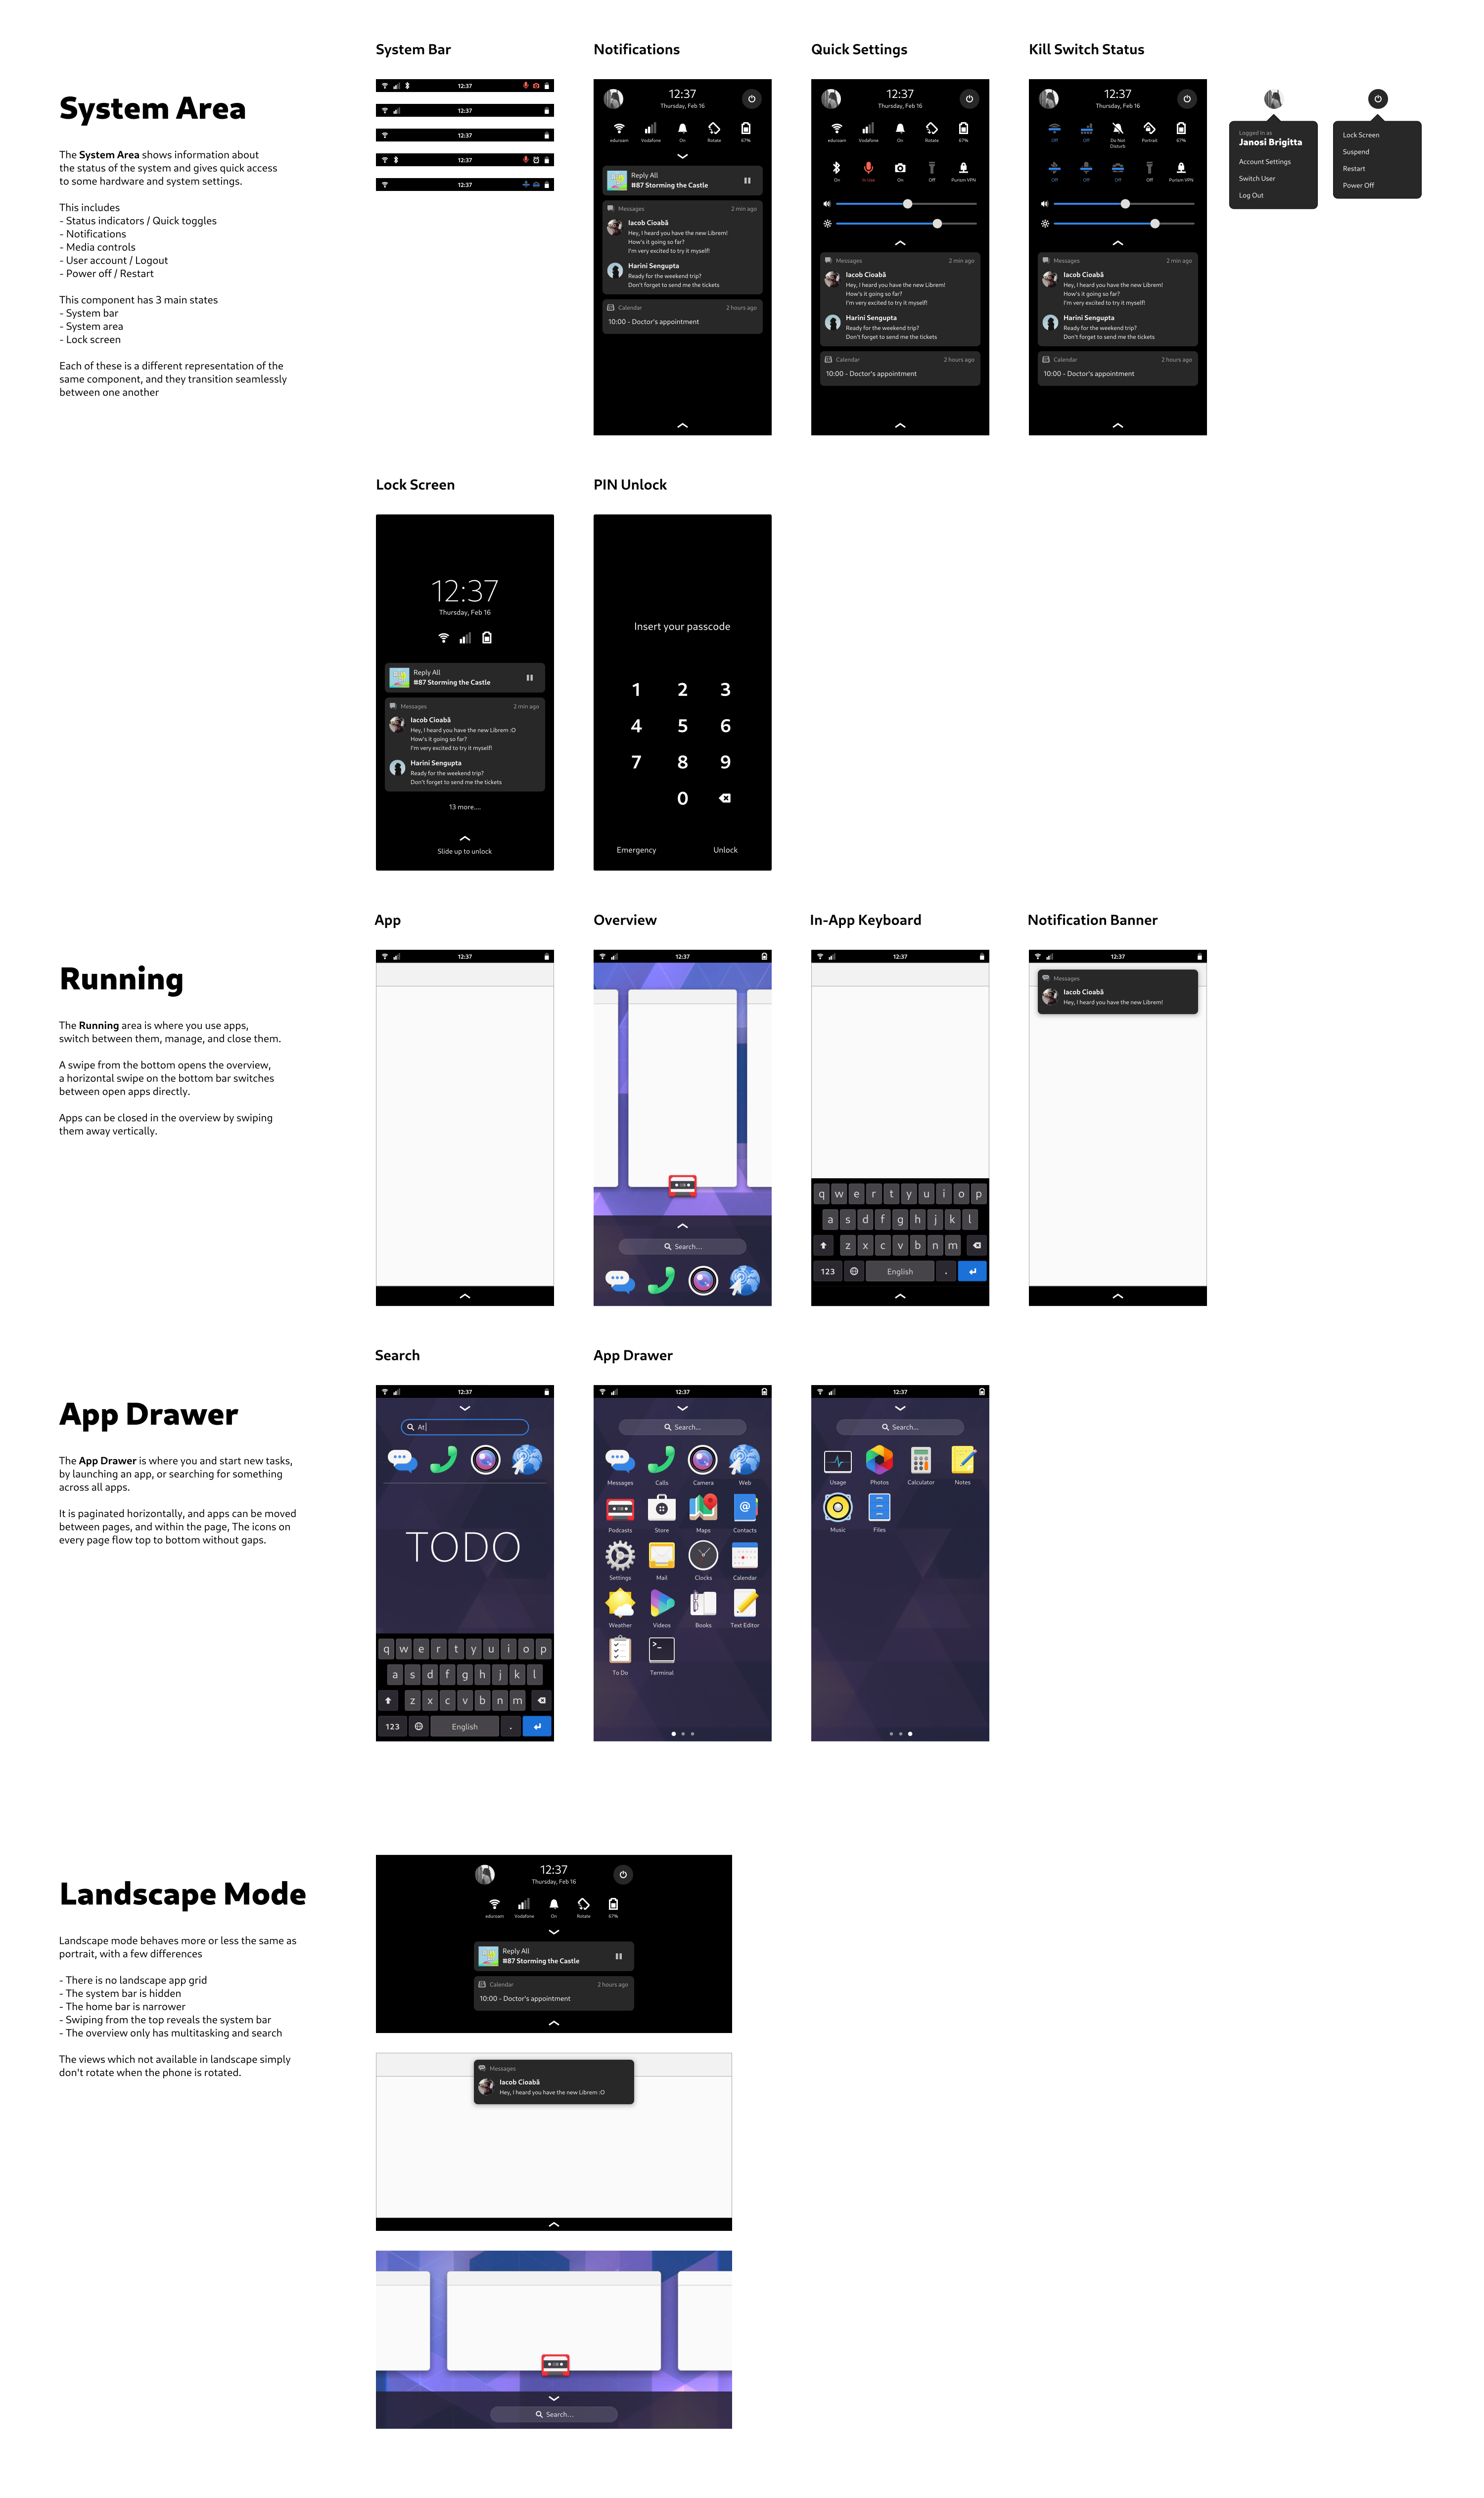 System Bar
Notifications
Quick Settings
Kill Switch Status
System Area
The System Area shows information about
the status of the system and gives quick access
to some hardware and system settings.
This includes
- Status indicators / Quick toggles
- Notifications
- Media controls
- User account / Logout
- Power off / Restart
This component has 3 main states
- System bar
- System area
- Lock screen
Each of these is a different representation of the
same component, and they transition seamlessly
between one another
12:37
12:37
12:37
12:37
12:37
12:37
Thursday, Feb 16
eduroam Vodafone On Rotate 67%
Reply All
#87 Storming the Castle
Messages 2 min ago
Iacob Cioabă
Hey, I heard you have the new Librem!
How's it going so far?
I'm very excited to try it myself!
Harini Sengupta
Ready for the weekend trip?
Don't forget to send me the tickets
Calendar 2 hours ago
10:00 - Doctor's appointment
12:37
Thursday, Feb 16
eduroam Vodafone On Rotate 67%
On In Use On Off Purism VPN
Messages 2 min ago
Iacob Cioabă
Hey, I heard you have the new Librem!
How's it going so far?
I'm very excited to try it myself!
Harini Sengupta
Ready for the weekend trip?
Don't forget to send me the tickets
Calendar 2 hours ago
10:00 - Doctor's appointment
12:37
Thursday, Feb 16
Off Off Do Not Disturb Portrait 67%
Off Off Off Off Purism VPN
Messages 2 min ago
Iacob Cioabă
Hey, I heard you have the new Librem!
How's it going so far?
I'm very excited to try it myself!
Harini Sengupta
Ready for the weekend trip?
Don't forget to send me the tickets
Calendar 2 hours ago
10:00 - Doctor's appointment
Logged in as
Janosi Brigitta
Account Settings
Switch User
Log Out
Lock Screen
Suspend
Restart
Power Off
Lock Screen
PIN Unlock
12:37
Thursday, Feb 16
Reply All
#87 Storming the Castle
Messages 2 min ago
Iacob Cioabă
Hey, I heard you have the new Librem :O
How's it going so far?
I'm very excited to try it myself!
Harini Sengupta
Ready for the weekend trip?
Don't forget to send me the tickets
13 more....
Slide up to unlock
Insert your passcode
1 2 3
4 5 6
7 8 9
0
Emergency Unlock
App
Overview
In-App Keyboard
Notification Banner
Running
The Running area is where you use apps,
switch between them, manage, and close them.
A swipe from the bottom opens the overview,
a horizontal swipe on the bottom bar switches
between open apps directly.
Apps can be closed in the overview by swiping
them away vertically.
12:37
12:37
Search...
12:37
q w e r t y u i o p
a s d f g h j k l
z x c v b n m
123 English .
12:37
Messages
Iacob Cioabă
Hey, I heard you have the new Librem!
Search
App Drawer
App Drawer
The App Drawer is where you and start new tasks,
by launching an app, or searching for something
across all apps.
It is paginated horizontally, and apps can be moved
between pages, and within the page, The icons on
every page flow top to bottom without gaps.
12:37
At
TODO
q w e r t y u i o p
a s d f g h j k l
z x c v b n m
123 English .
12:37
Search...
Messages Calls Camera Web
Podcasts Store Maps Contacts
Settings Mail Clocks Calendar
Weather Videos Books Text Editor
To Do Terminal
12:37
Search...
Usage Photos Calculator Notes
Music Files
Landscape Mode
Landscape mode behaves more or less the same as
portrait, with a few differences
- There is no landscape app grid
- The system bar is hidden
- The home bar is narrower
- Swiping from the top reveals the system bar
- The overview only has multitasking and search
The views which not available in landscape simply
don't rotate when the phone is rotated.
12:37
Thursday, Feb 16
eduroam Vodafone On Rotate 67%
Reply All
#87 Storming the Castle
Calendar 2 hours ago
10:00 - Doctor's appointment
Messages
Iacob Cioabă
Hey, I heard you have the new Librem :O
Search...